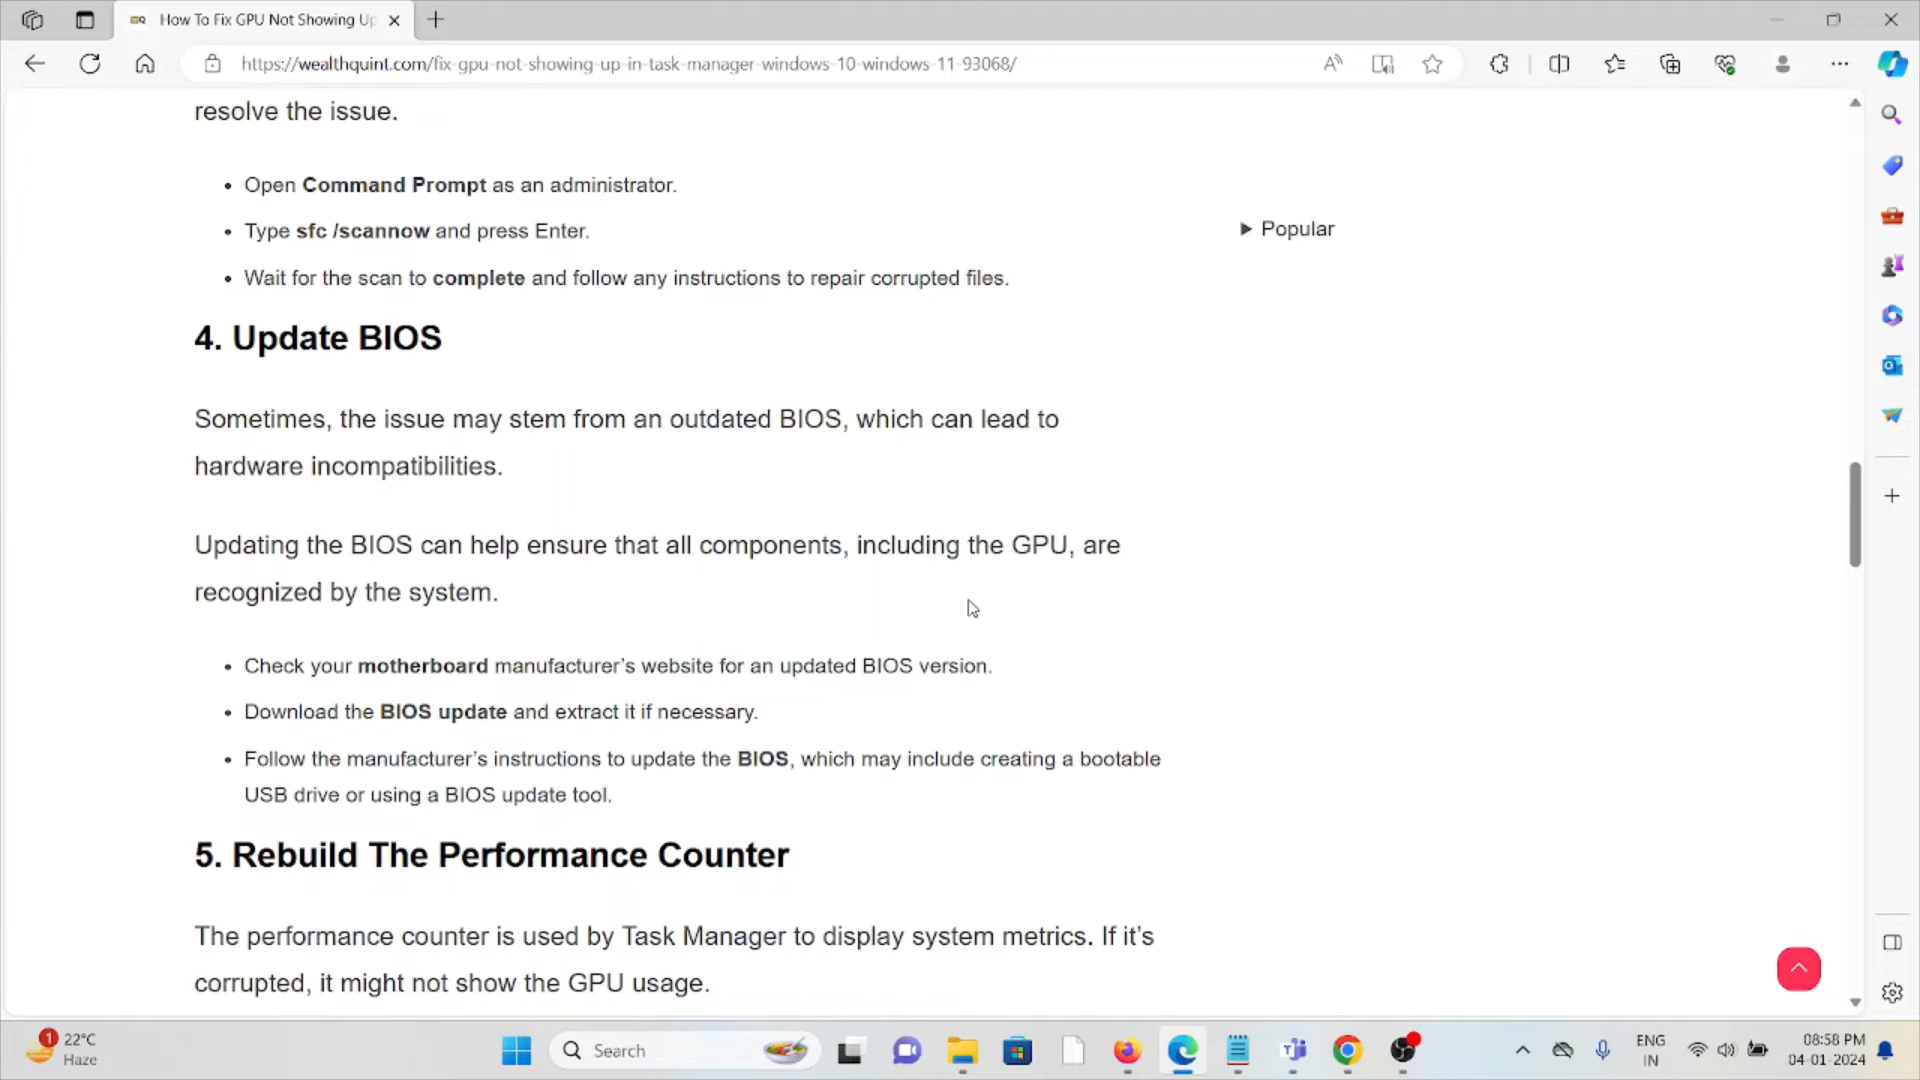 How To Fix GPU Not Showing Up
https://wealthquint.com/fix-gpu-not-showing-up-in-task-manager-windows-10-windows-11-93068/
resolve the issue.
• Open Command Prompt as an administrator.
• Type sfc /scannow and press Enter.
• Wait for the scan to complete and follow any instructions to repair corrupted files.
Popular
4. Update BIOS
Sometimes, the issue may stem from an outdated BIOS, which can lead to
hardware incompatibilities.
Updating the BIOS can help ensure that all components, including the GPU, are
recognized by the system.
• Check your motherboard manufacturer’s website for an updated BIOS version.
• Download the BIOS update and extract it if necessary.
• Follow the manufacturer’s instructions to update the BIOS, which may include creating a bootable
USB drive or using a BIOS update tool.
5. Rebuild The Performance Counter
The performance counter is used by Task Manager to display system metrics. If it’s
corrupted, it might not show the GPU usage.
1
22°C
Haze
Search
ENG
IN
08:58 PM
04-01-2024